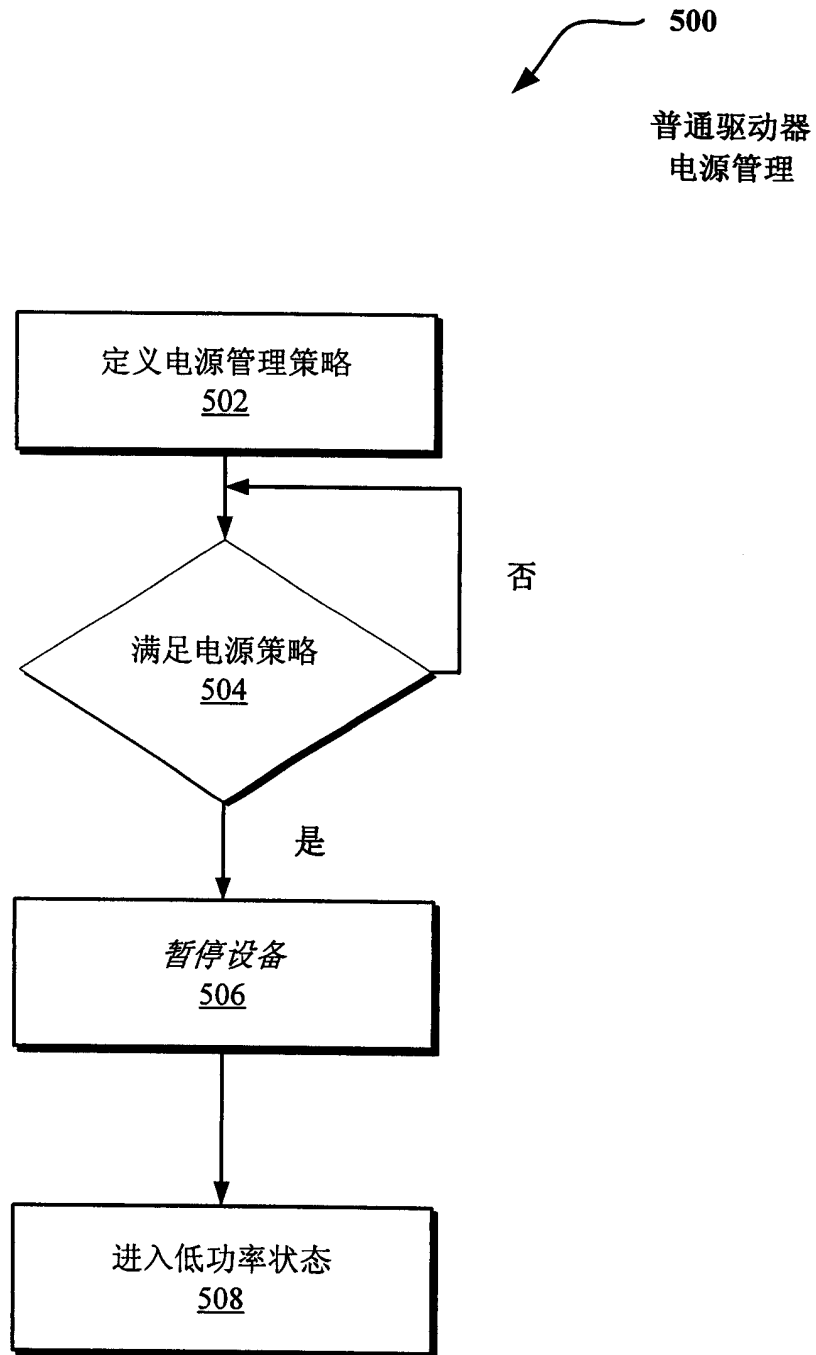 500
普通驱动器
电源管理
定义电源管理策略
502
否
满足电源策略
504
是
暂停设备
506
进入低功率状态
508